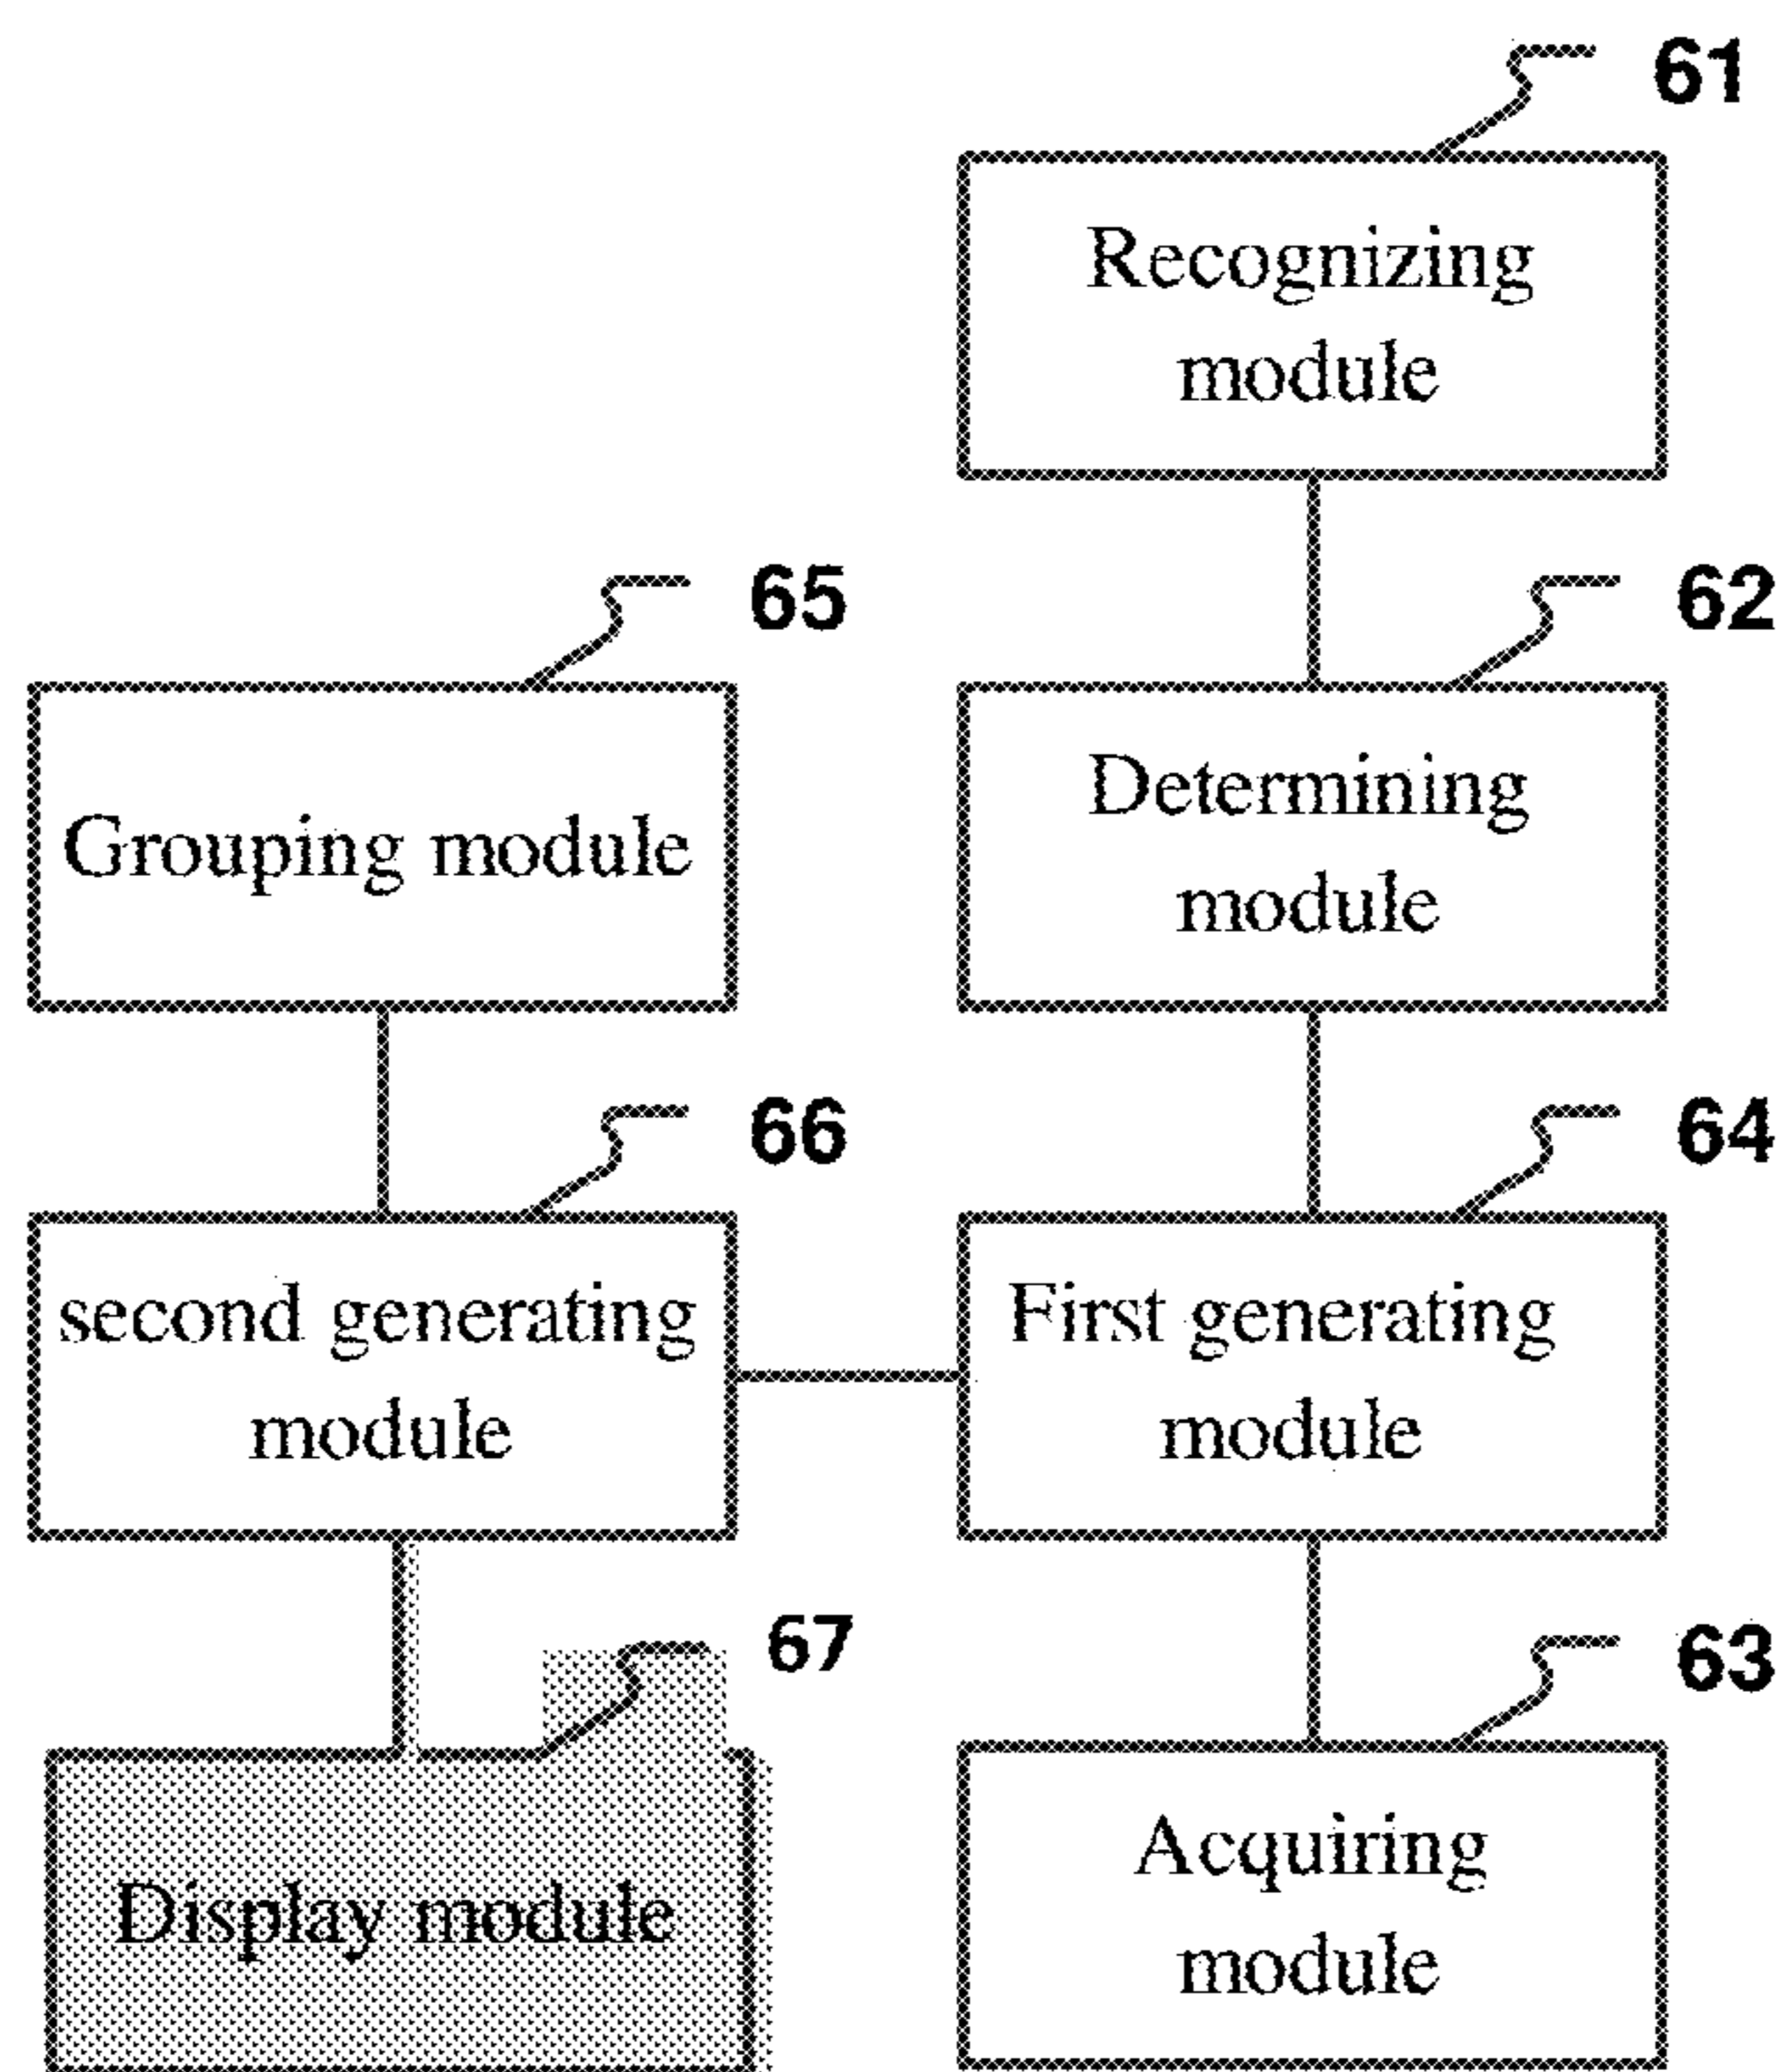 61
Recognizing
module
65
62
Grouping module
Determining
module
66
64
second generating
module
First generating
module
67
63
Display module
Acquiring
module